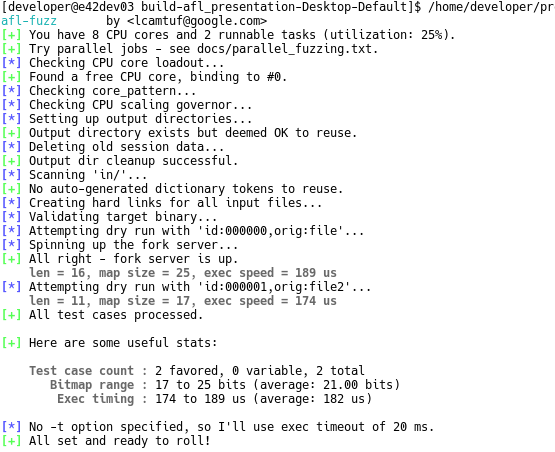 [developer@e42dev03 build-afl_presentation-Desktop-Default]$ /home/developer/pr
afl-fuzz       by <lcamtuf@google.com>
[+] You have 8 CPU cores and 2 runnable tasks (utilization: 25%).
[+] Try parallel jobs - see docs/parallel_fuzzing.txt.
[*] Checking CPU core loadout...
[+] Found a free CPU core, binding to #0.
[*] Checking core_pattern...
[*] Checking CPU scaling governor...
[*] Setting up output directories...
[+] Output directory exists but deemed OK to reuse.
[*] Deleting old session data...
[+] Output dir cleanup successful.
[*] Scanning 'in/'...
[+] No auto-generated dictionary tokens to reuse.
[*] Creating hard links for all input files...
[*] Validating target binary...
[*] Attempting dry run with 'id:000000,orig:file'...
[*] Spinning up the fork server...
[+] All right - fork server is up.
    len = 16, map size = 25, exec speed = 189 us
[*] Attempting dry run with 'id:000001,orig:file2'...
    len = 11, map size = 17, exec speed = 174 us
[+] All test cases processed.

[+] Here are some useful stats:

    Test case count : 2 favored, 0 variable, 2 total
       Bitmap range : 17 to 25 bits (average: 21.00 bits)
        Exec timing : 174 to 189 us (average: 182 us)

[*] No -t option specified, so I'll use exec timeout of 20 ms.
[+] All set and ready to roll!